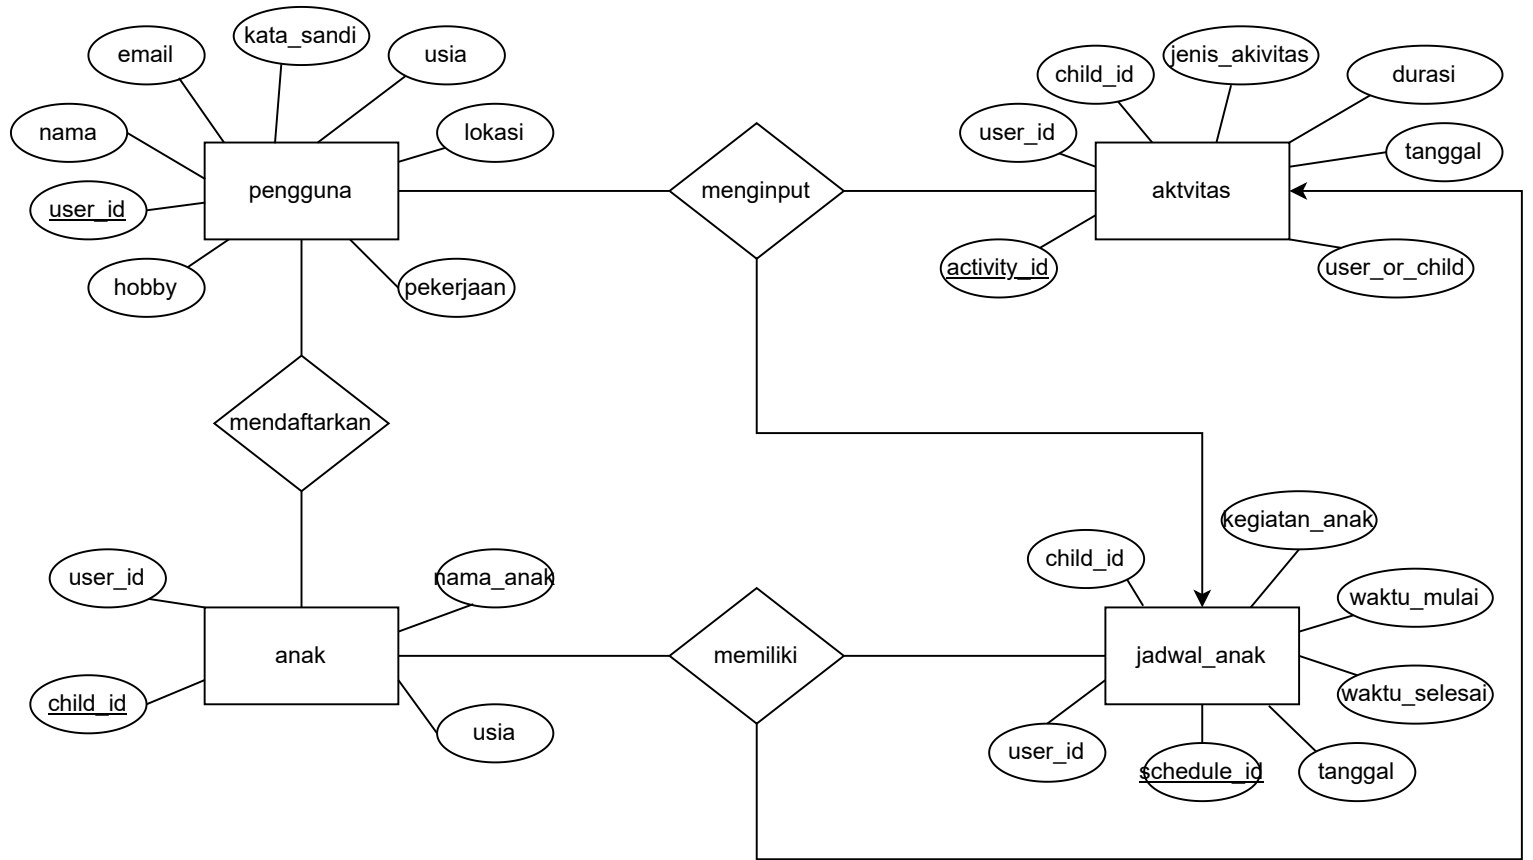 kata_sandi
email
usia
jenis_akivitas
child_id
durasi
nama
lokasi
user_id
tanggal
pengguna
menginput
aktvitas
user_id
activity_id
user_or_child
hobby
pekerjaan
mendaftarkan
kegiatan_anak
child_id
user_id
nama_anak
waktu_mulai
anak
memiliki
jadwal_anak
waktu_selesai
child_id
usia
user_id
schedule_id
tanggal